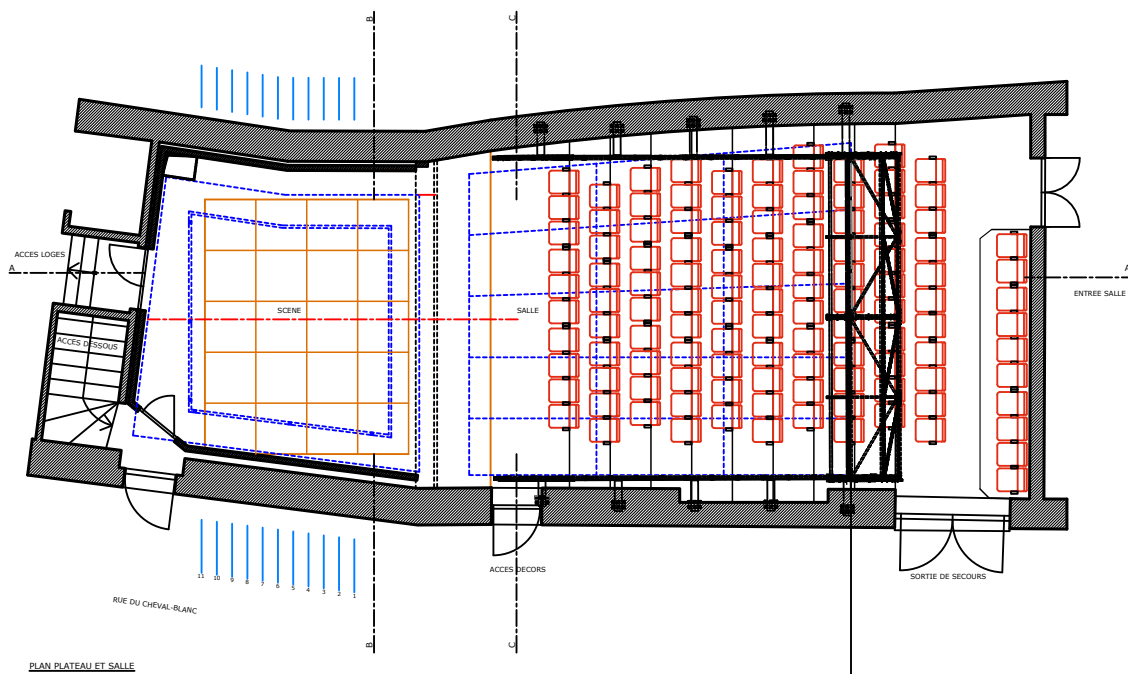 B
C
ACCES LOGES
A
A
ENTREE SALLE
SCENE
SALLE
ACCES DESSOUS
ACCES DECORS
SORTIE DE SECOURS
11 10 9 8 7 6 5 4 3 2 1
RUE DU CHEVAL-BLANC
B
C
PLAN PLATEAU ET SALLE